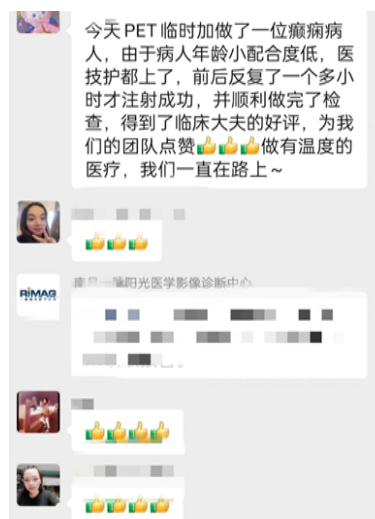 今天 PET 临时加做了一位癫痫病
人，由于病人年龄小配合度低，医
技护都上了，前后反复了一个多小
时才注射成功，并顺利做完了检
查，得到了临床大夫的好评，为我
们的团队点赞👍👍👍做有温度的
医疗，我们一直在路上~
👍👍👍
阳光医学影像诊断中心
RIMAG
👍👍👍👍
👍👍👍👍